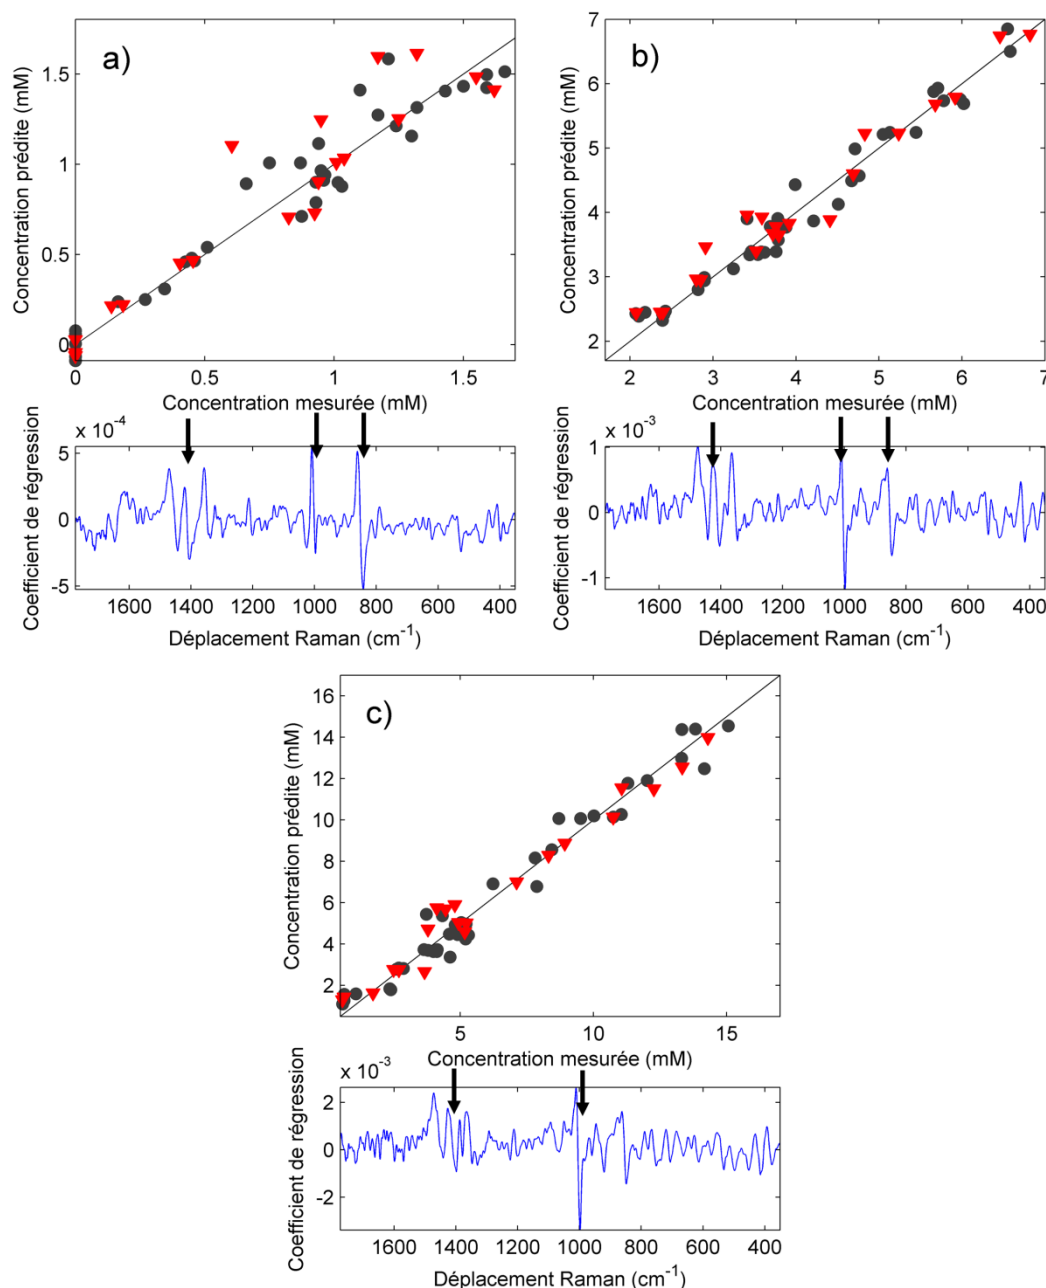 a)
Concentration prédite (mM)
1.5
1
0.5
0
0 0.5 1 1.5
Concentration mesurée (mM)
b)
Concentration prédite (mM)
7
6
5
4
3
2
2 3 4 5 6 7
Concentration mesurée (mM)
x 10-4
Coefficient de régression
5
0
-5
1600 1400 1200 1000 800 600 400
Déplacement Raman (cm-1)
x 10-3
Coefficient de régression
1
0
-1
1600 1400 1200 1000 800 600 400
Déplacement Raman (cm-1)
c)
Concentration prédite (mM)
16
14
12
10
8
6
4
2
5 10 15
Concentration mesurée (mM)
x 10-3
Coefficient de régression
2
0
-2
1600 1400 1200 1000 800 600 400
Déplacement Raman (cm-1)